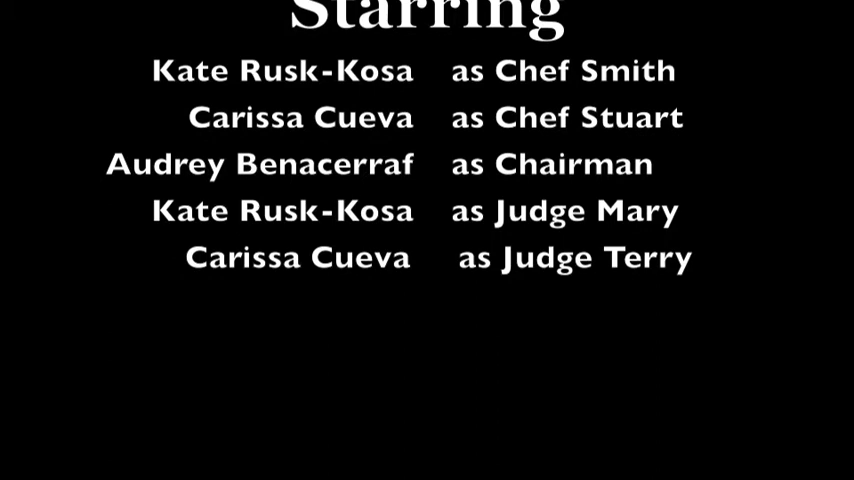 Starring
Kate Rusk-Kosa as Chef Smith
Carissa Cueva as Chef Stuart
Audrey Benacerraf as Chairman
Kate Rusk-Kosa as Judge Mary
Carissa Cueva as Judge Terry